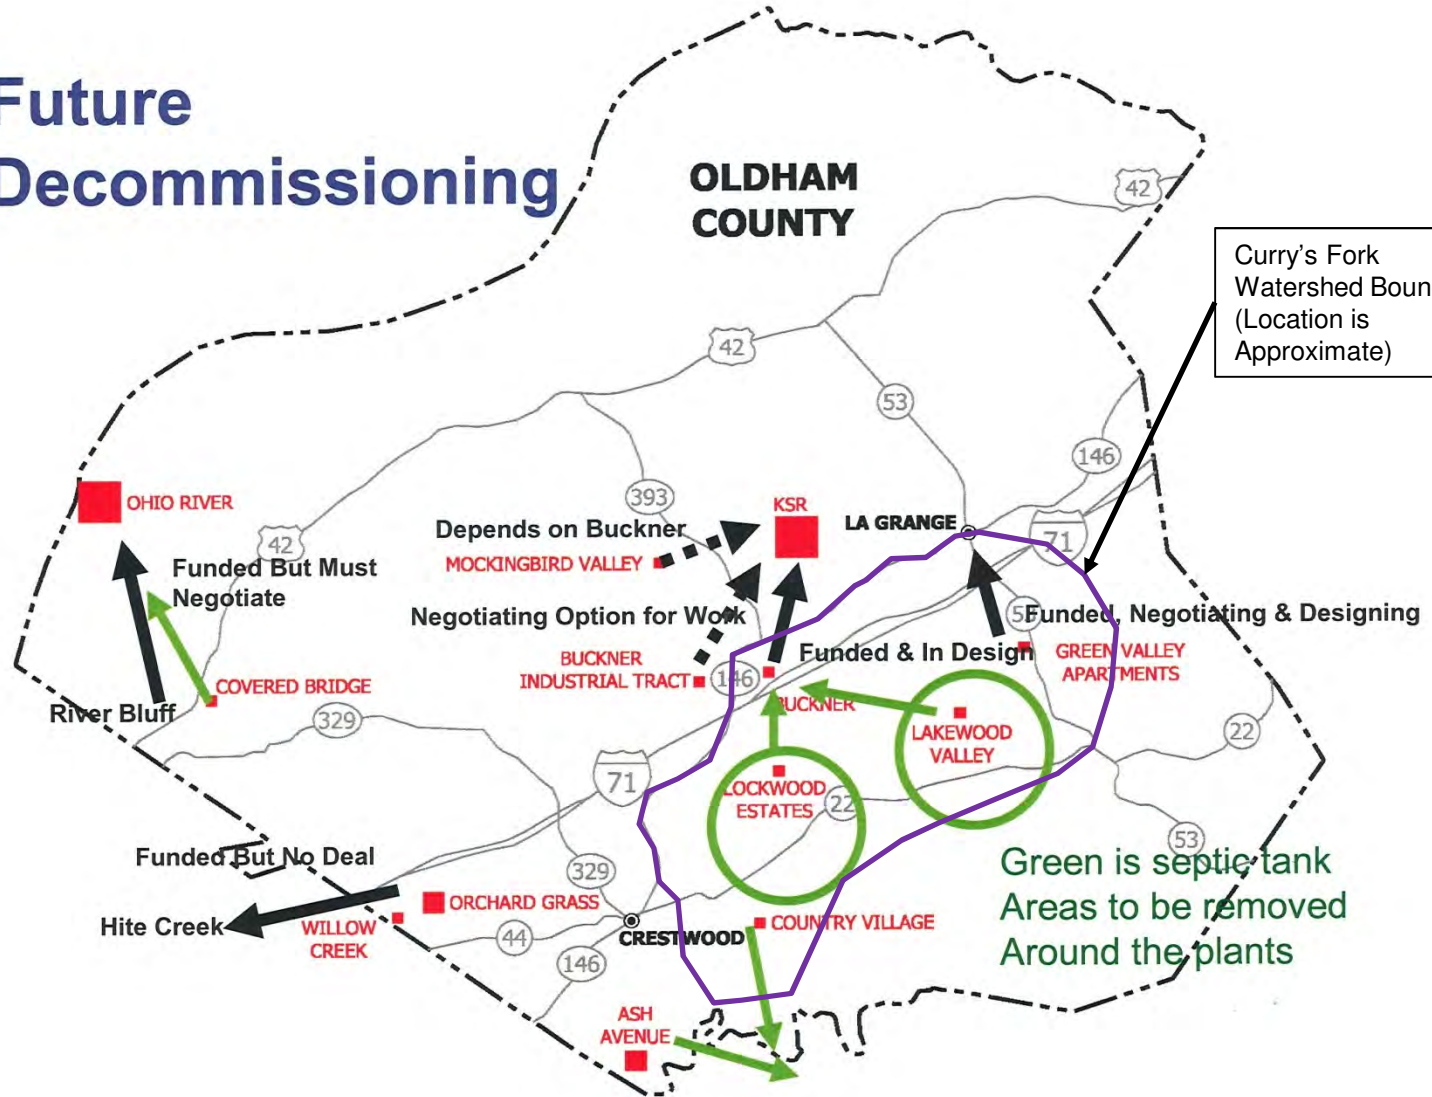 Future
Decommissioning
OLDHAM
COUNTY
42
Curry's Fork
Watershed Boun
(Location is
Approximate)
42
53
146
393
OHIO RIVER
KSR
LA GRANGE
Depends on Buckner
71
42
MOCKINGBIRD VALLEY
Funded But Must
Negotiate
Negotiating Option for Work
Funded, Negotiating & Designing
Funded & In Design
GREEN VALLEY
APARTMENTS
BUCKNER
INDUSTRIAL TRACT
146
COVERED BRIDGE
BUCKNER
River Bluff
329
LAKEWOOD
VALLEY
22
71
LOCKWOOD
ESTATES
22
53
Funded But No Deal
329
Green is septic tank
Areas to be removed
Around the plants
ORCHARD GRASS
Hite Creek
WILLOW
CREEK
COUNTRY VILLAGE
44
CRESTWOOD
146
ASH
AVENUE